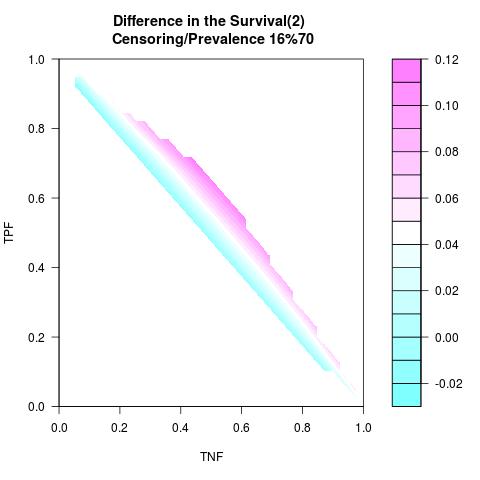 Difference in the Survival(2)
Censoring/Prevalence 16%70
TPF
1.0
0.8
0.6
0.4
0.2
0.0
0.0 0.2 0.4 0.6 0.8 1.0
TNF
0.12
0.10
0.08
0.06
0.04
0.02
0.00
-0.02